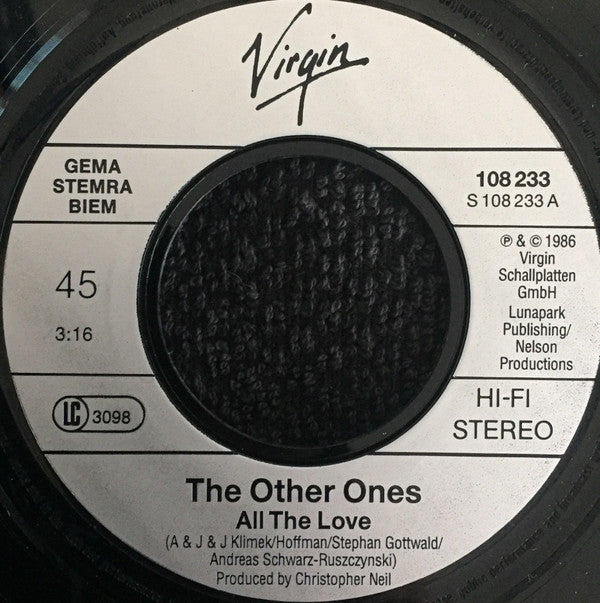 Virgin
GEMA
STEMRA
BIEM
108 233
S 108 233 A
45
3:16
℗ & © 1986
Virgin
Schallplatten
GmbH
Lunapark
Publishing/
Nelson
Productions
LC 3098
HI-FI
STEREO
The Other Ones
All The Love
(A & J & J Klimek/Hoffman/Stephan Gottwald/
Andreas Schwarz-Ruszczynski)
Produced by Christopher Neil